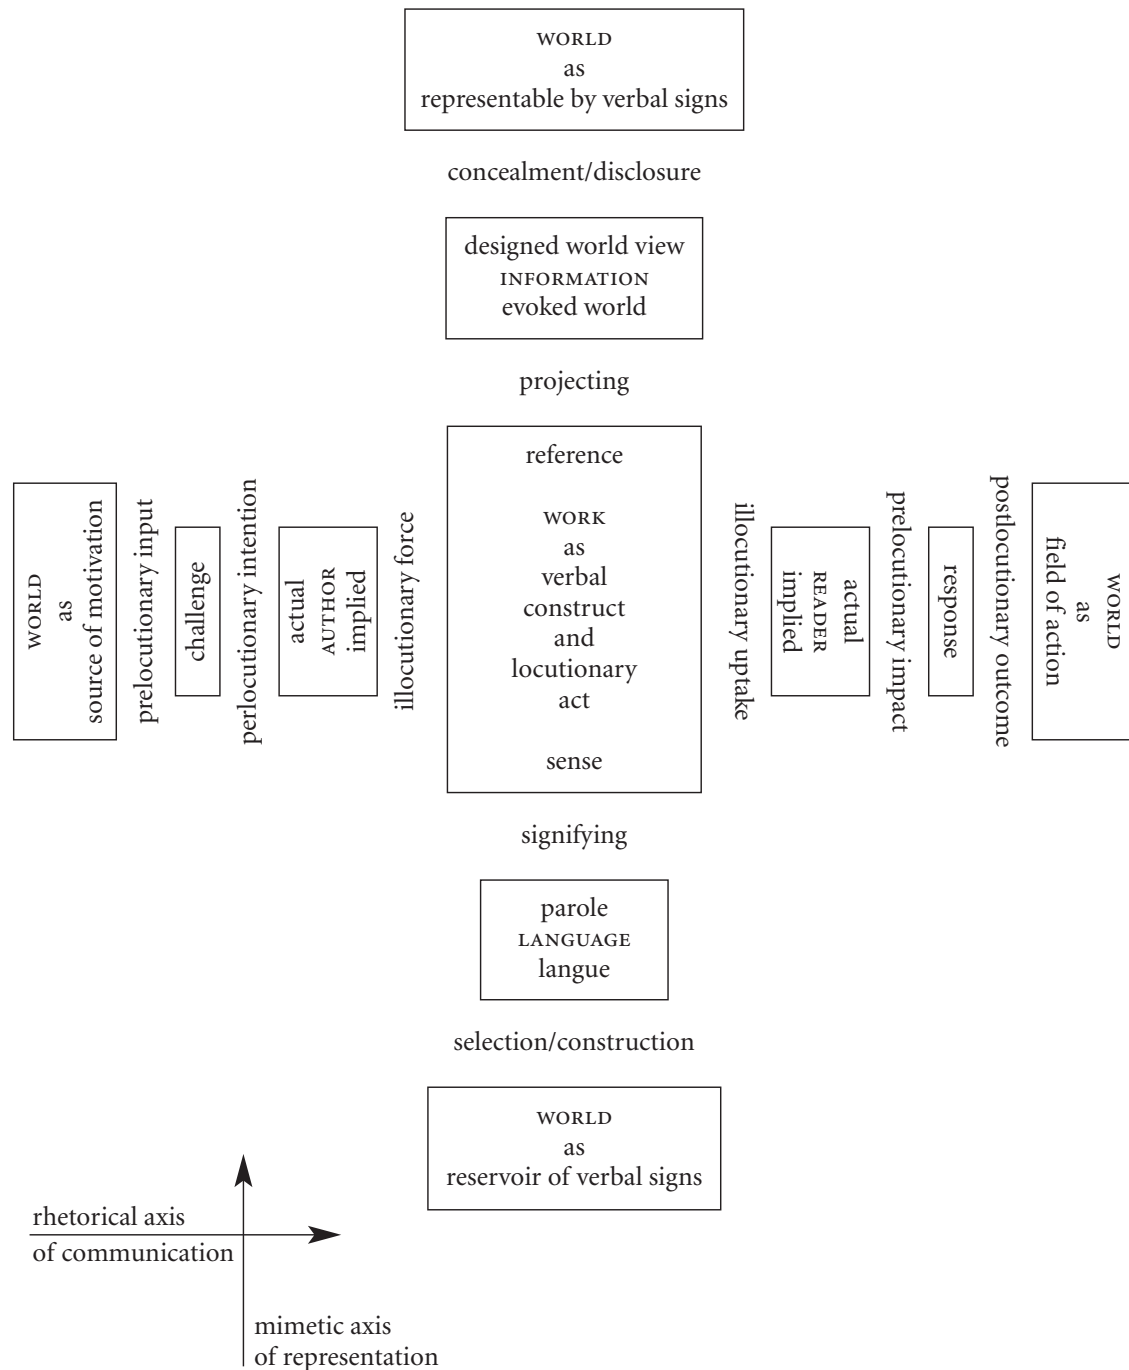 WORLD
as
representable by verbal signs
concealment/disclosure
designed world view
INFORMATION
evoked world
projecting
WORLD
as
source of motivation
prelocutionary input
challenge
perlocutionary intention
actual
AUTHOR
implied
illocutionary force
reference
WORK
as
verbal
construct
and
locutionary
act
sense
illocutionary uptake
actual
READER
implied
prelocutionary impact
response
postlocutionary outcome
WORLD
as
field of action
signifying
parole
LANGUAGE
langue
selection/construction
WORLD
as
reservoir of verbal signs
rhetorical axis
of communication
mimetic axis
of representation